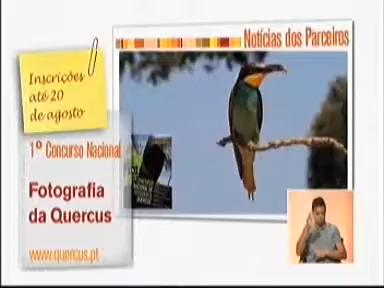 Notícias dos Parceiros
Inscrições
até 20
de agosto
1º Concurso Nacional
Fotografia
da Quercus
www.quercus.pt